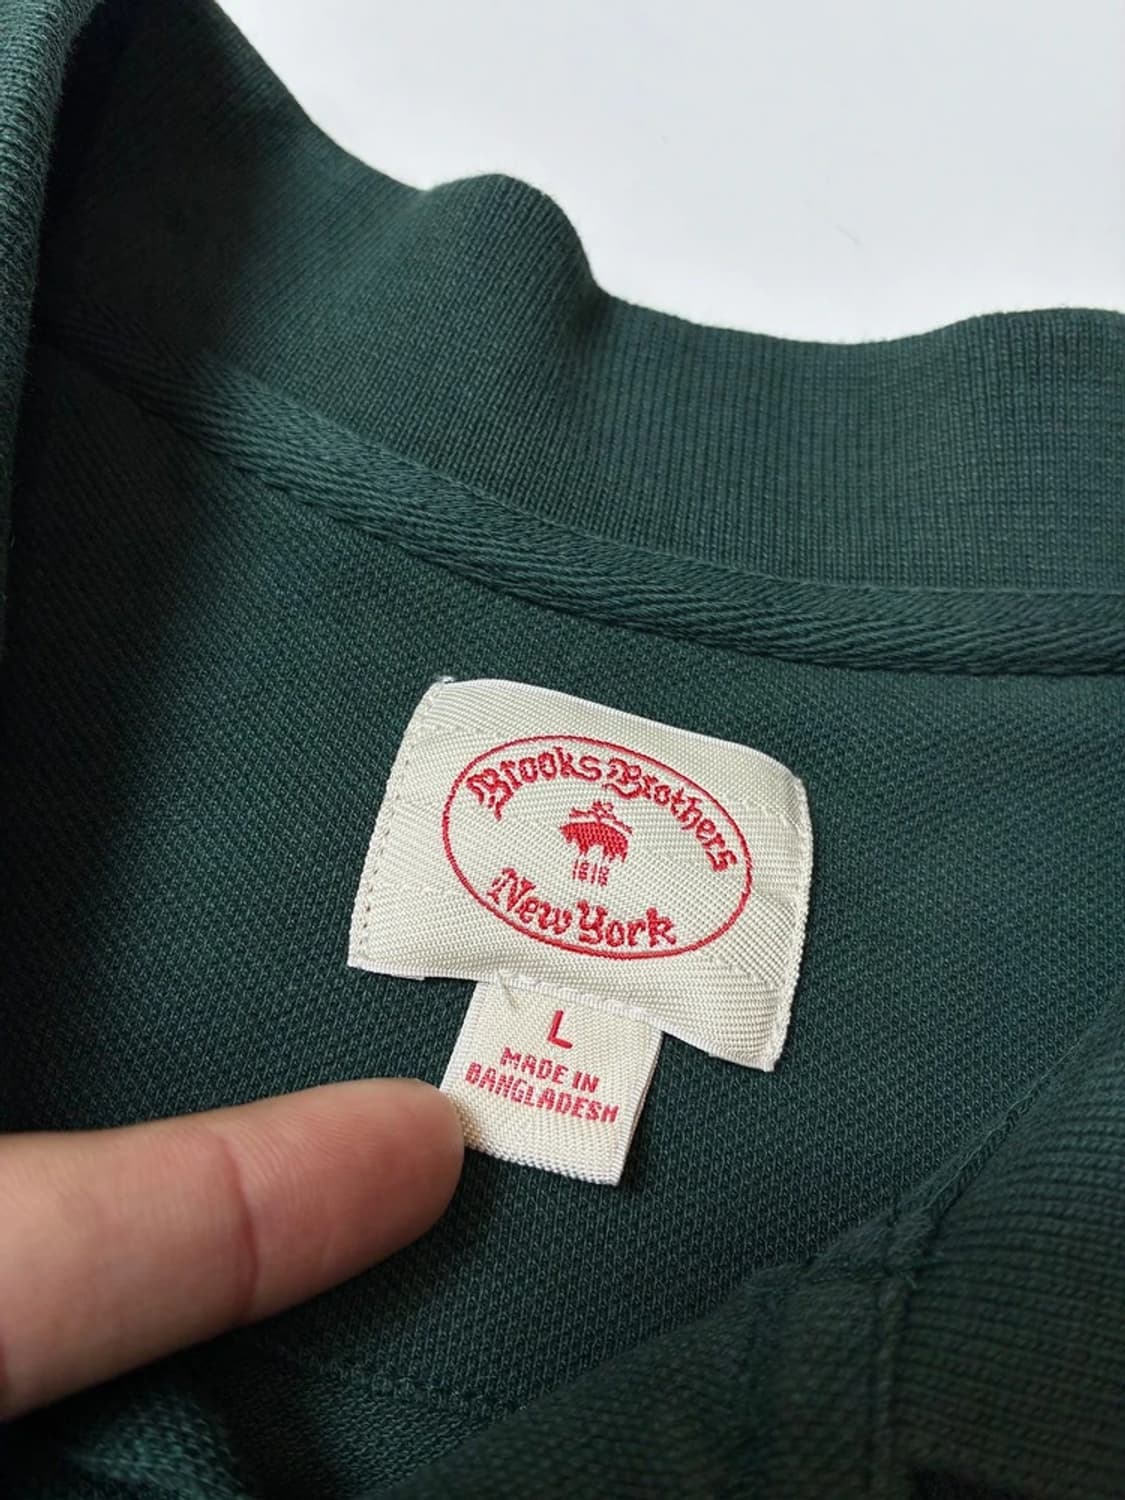 Brooks Brothers
1818
New York
L
MADE IN
BANGLADESH